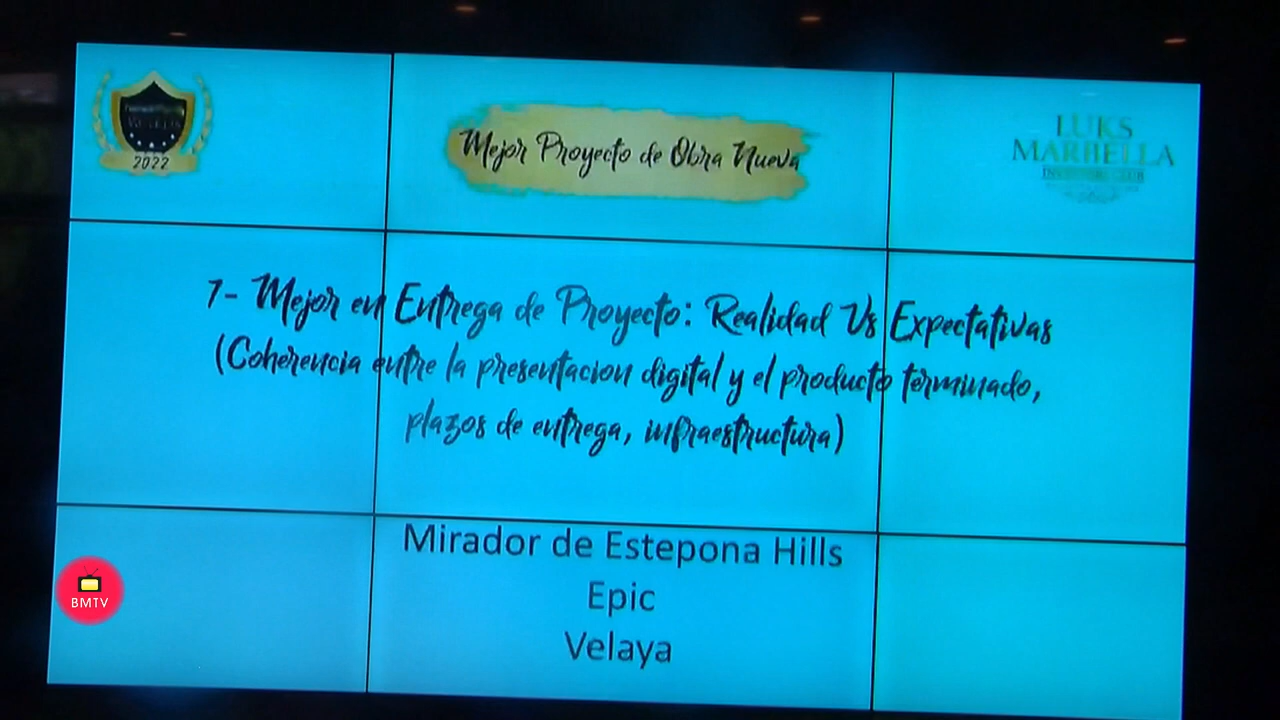 2022
Mejor Proyecto de Obra Nueva
LUKS
MARBELLA
7- Mejor en Entrega de Proyecto: Realidad Vs Expectativas
(Coherencia entre la presentacion digital y el producto terminado,
plazos de entrega, infraestructura)
Mirador de Estepona Hills
Epic
Velaya
BMTV